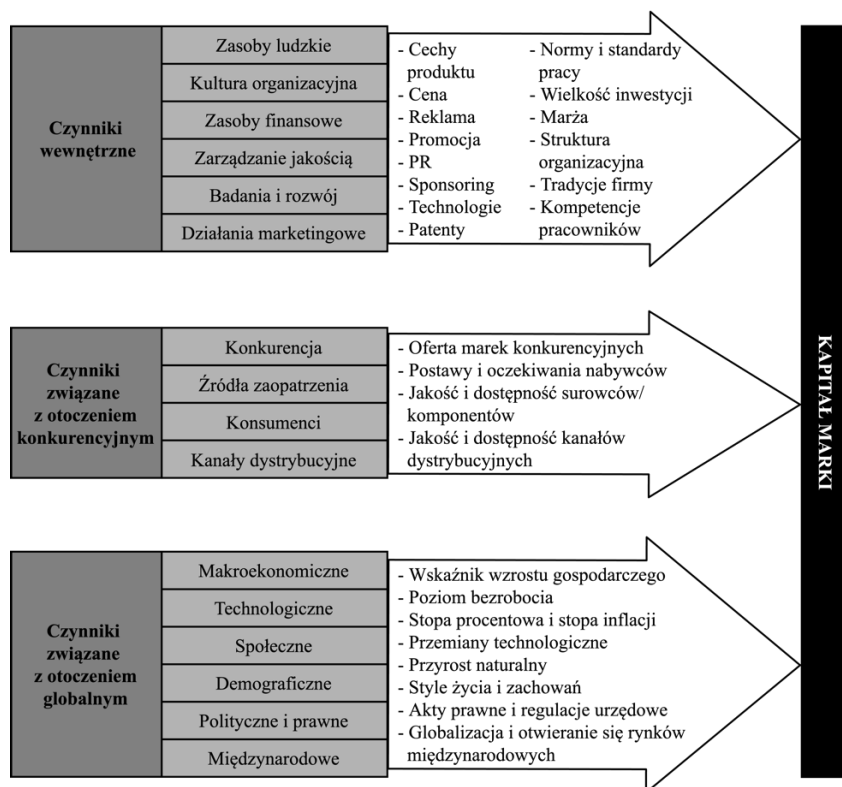 Czynniki
wewnętrzne
Zasoby ludzkie
Kultura organizacyjna
Zasoby finansowe
Zarządzanie jakością
Badania i rozwój
Działania marketingowe
- Cechy
produktu
- Cena
- Reklama
- Promocja
- PR
- Sponsoring
- Technologie
- Patenty
- Normy i standardy
pracy
- Wielkość inwestycji
- Marża
- Struktura
organizacyjna
- Tradycje firmy
- Kompetencje
pracowników
Czynniki
związane
z otoczeniem
konkurencyjnym
Konkurencja
Źródła zaopatrzenia
Konsumenci
Kanały dystrybucyjne
- Oferta marek konkurencyjnych
- Postawy i oczekiwania nabywców
- Jakość i dostępność surowców/
komponentów
- Jakość i dostępność kanałów
dystrybucyjnych
Czynniki
związane
z otoczeniem
globalnym
Makroekonomiczne
Technologiczne
Społeczne
Demograficzne
Polityczne i prawne
Międzynarodowe
- Wskaźnik wzrostu gospodarczego
- Poziom bezrobocia
- Stopa procentowa i stopa inflacji
- Przemiany technologiczne
- Przyrost naturalny
- Style życia i zachowań
- Akty prawne i regulacje urzędowe
- Globalizacja i otwieranie się rynków
międzynarodowych
KAPITAŁ MARKI